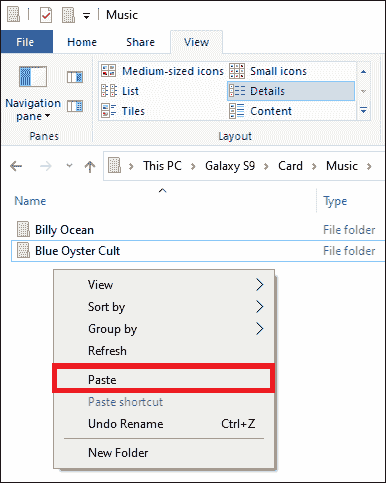 Music
File Home Share View
Navigation pane
Medium-sized icons Small icons
List Details
Tiles Content
Panes Layout
This PC Galaxy S9 Card Music
Name Type
Billy Ocean File folder
Blue Oyster Cult File folder
View
Sort by
Group by
Refresh
Paste
Paste shortcut
Undo Rename Ctrl+Z
New Folder